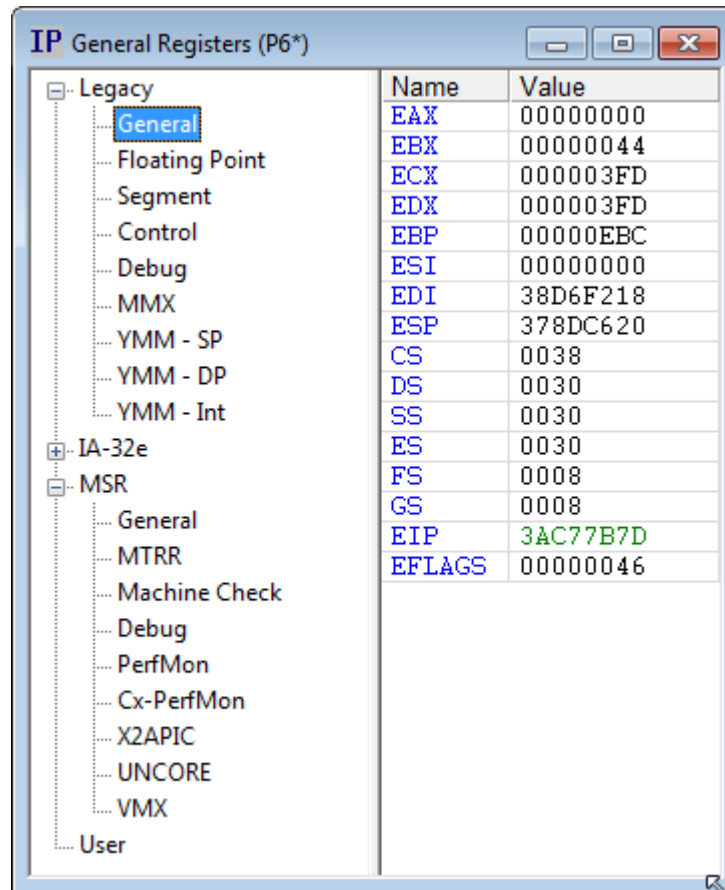 IP General Registers (P6*)
Legacy
General
Floating Point
Segment
Control
Debug
MMX
YMM - SP
YMM - DP
YMM - Int
IA-32e
MSR
General
MTRR
Machine Check
Debug
PerfMon
Cx-PerfMon
X2APIC
UNCORE
VMX
User
Name Value
EAX 00000000
EBX 00000044
ECX 000003FD
EDX 000003FD
EBP 00000EBC
ESI 00000000
EDI 38D6F218
ESP 378DC620
CS 0038
DS 0030
SS 0030
ES 0030
FS 0008
GS 0008
EIP 3AC77B7D
EFLAGS 00000046